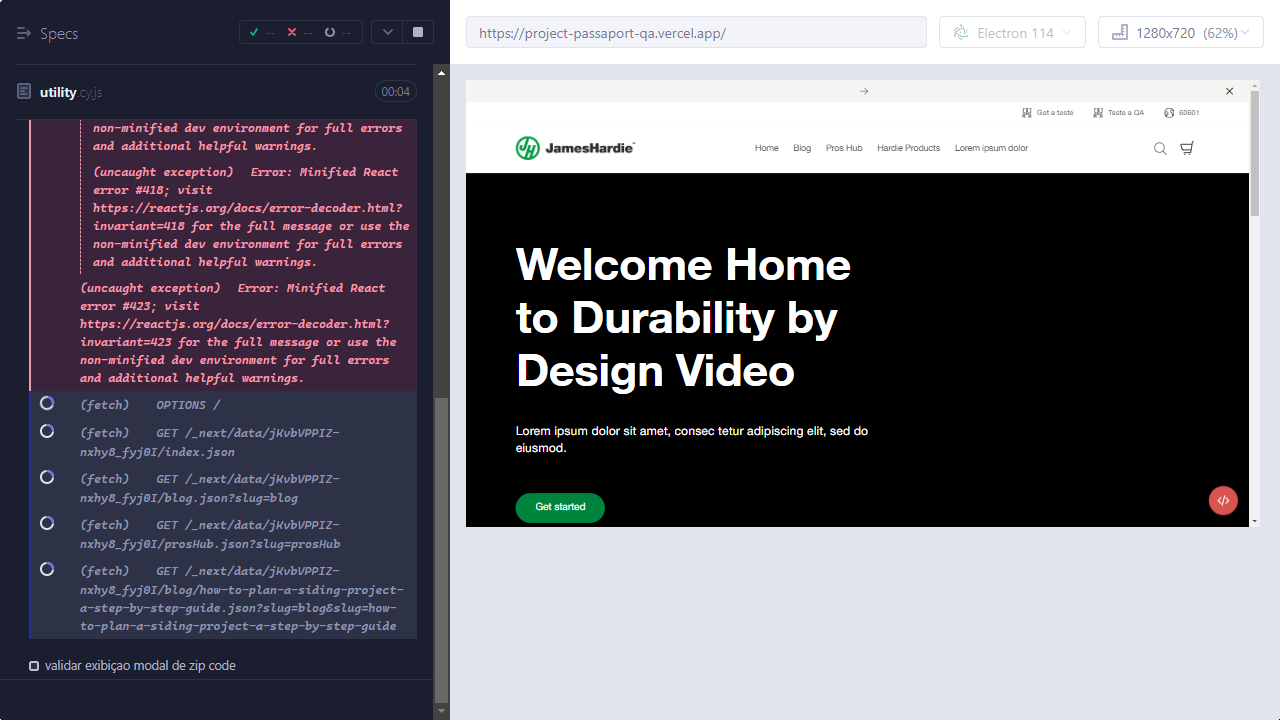 Specs
--
--
--
utility.cy.js
00:04
non-minified dev environment for full errors
and additional helpful warnings.
(uncaught exception) Error: Minified React
error #418; visit
https://reactjs.org/docs/error-decoder.html?
invariant=418 for the full message or use the
non-minified dev environment for full errors
and additional helpful warnings.
(uncaught exception) Error: Minified React
error #423; visit
https://reactjs.org/docs/error-decoder.html?
invariant=423 for the full message or use the
non-minified dev environment for full errors
and additional helpful warnings.
(fetch) OPTIONS /
(fetch) GET /_next/data/jKvbVPPIZ-
nxhy8_fyj0I/index.json
(fetch) GET /_next/data/jKvbVPPIZ-
nxhy8_fyj0I/blog.json?slug=blog
(fetch) GET /_next/data/jKvbVPPIZ-
nxhy8_fyj0I/prosHub.json?slug=prosHub
(fetch) GET /_next/data/jKvbVPPIZ-
nxhy8_fyj0I/blog/how-to-plan-a-siding-project-
a-step-by-step-guide.json?slug=blog&slug=how-
to-plan-a-siding-project-a-step-by-step-guide
validar exibiçao modal de zip code
https://project-passaport-qa.vercel.app/
Electron 114
1280x720 (62%)
Get a teste
Teste a QA
60601
JH JamesHardie™
Home
Blog
Pros Hub
Hardie Products
Lorem ipsum dolor
Welcome Home
to Durability by
Design Video
Lorem ipsum dolor sit amet, consec tetur adipiscing elit, sed do
eiusmod.
Get started